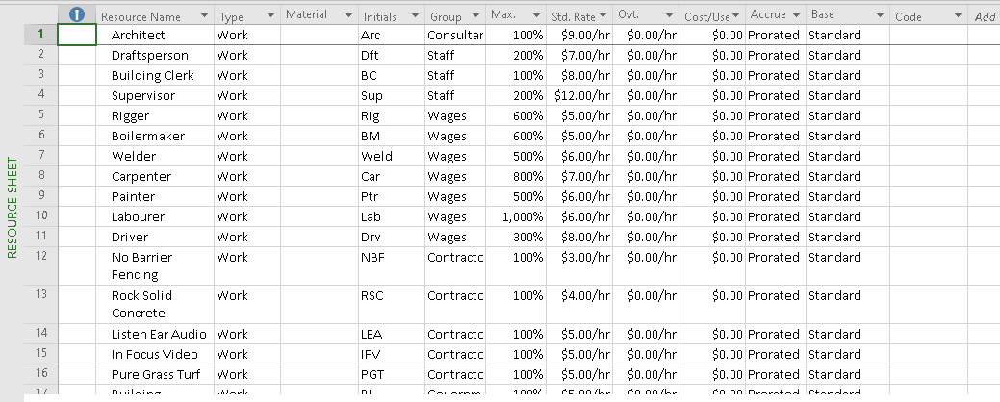 Resource Name Type Material Initials Group Max. Std. Rate Ovt. Cost/Use Accrue Base Code Add
1 Architect Work Arc Consultar 100% $9.00/hr $0.00/hr $0.00 Prorated Standard
2 Draftsperson Work Dft Staff 200% $7.00/hr $0.00/hr $0.00 Prorated Standard
3 Building Clerk Work BC Staff 100% $8.00/hr $0.00/hr $0.00 Prorated Standard
4 Supervisor Work Sup Staff 200% $12.00/hr $0.00/hr $0.00 Prorated Standard
5 Rigger Work Rig Wages 600% $5.00/hr $0.00/hr $0.00 Prorated Standard
6 Boilermaker Work BM Wages 600% $5.00/hr $0.00/hr $0.00 Prorated Standard
7 Welder Work Weld Wages 500% $6.00/hr $0.00/hr $0.00 Prorated Standard
8 Carpenter Work Car Wages 800% $7.00/hr $0.00/hr $0.00 Prorated Standard
9 Painter Work Ptr Wages 500% $6.00/hr $0.00/hr $0.00 Prorated Standard
10 Labourer Work Lab Wages 1,000% $6.00/hr $0.00/hr $0.00 Prorated Standard
11 Driver Work Drv Wages 300% $8.00/hr $0.00/hr $0.00 Prorated Standard
12 No Barrier Work NBF Contractc 100% $3.00/hr $0.00/hr $0.00 Prorated Standard
Fencing
13 Rock Solid Work RSC Contractc 100% $4.00/hr $0.00/hr $0.00 Prorated Standard
Concrete
14 Listen Ear Audio Work LEA Contractc 100% $5.00/hr $0.00/hr $0.00 Prorated Standard
15 In Focus Video Work IFV Contractc 100% $5.00/hr $0.00/hr $0.00 Prorated Standard
16 Pure Grass Turf Work PGT Contractc 100% $5.00/hr $0.00/hr $0.00 Prorated Standard
17 Building Work 100% $5.00/hr $0.00/hr $0.00 Prorated Standard
RESOURCE SHEET